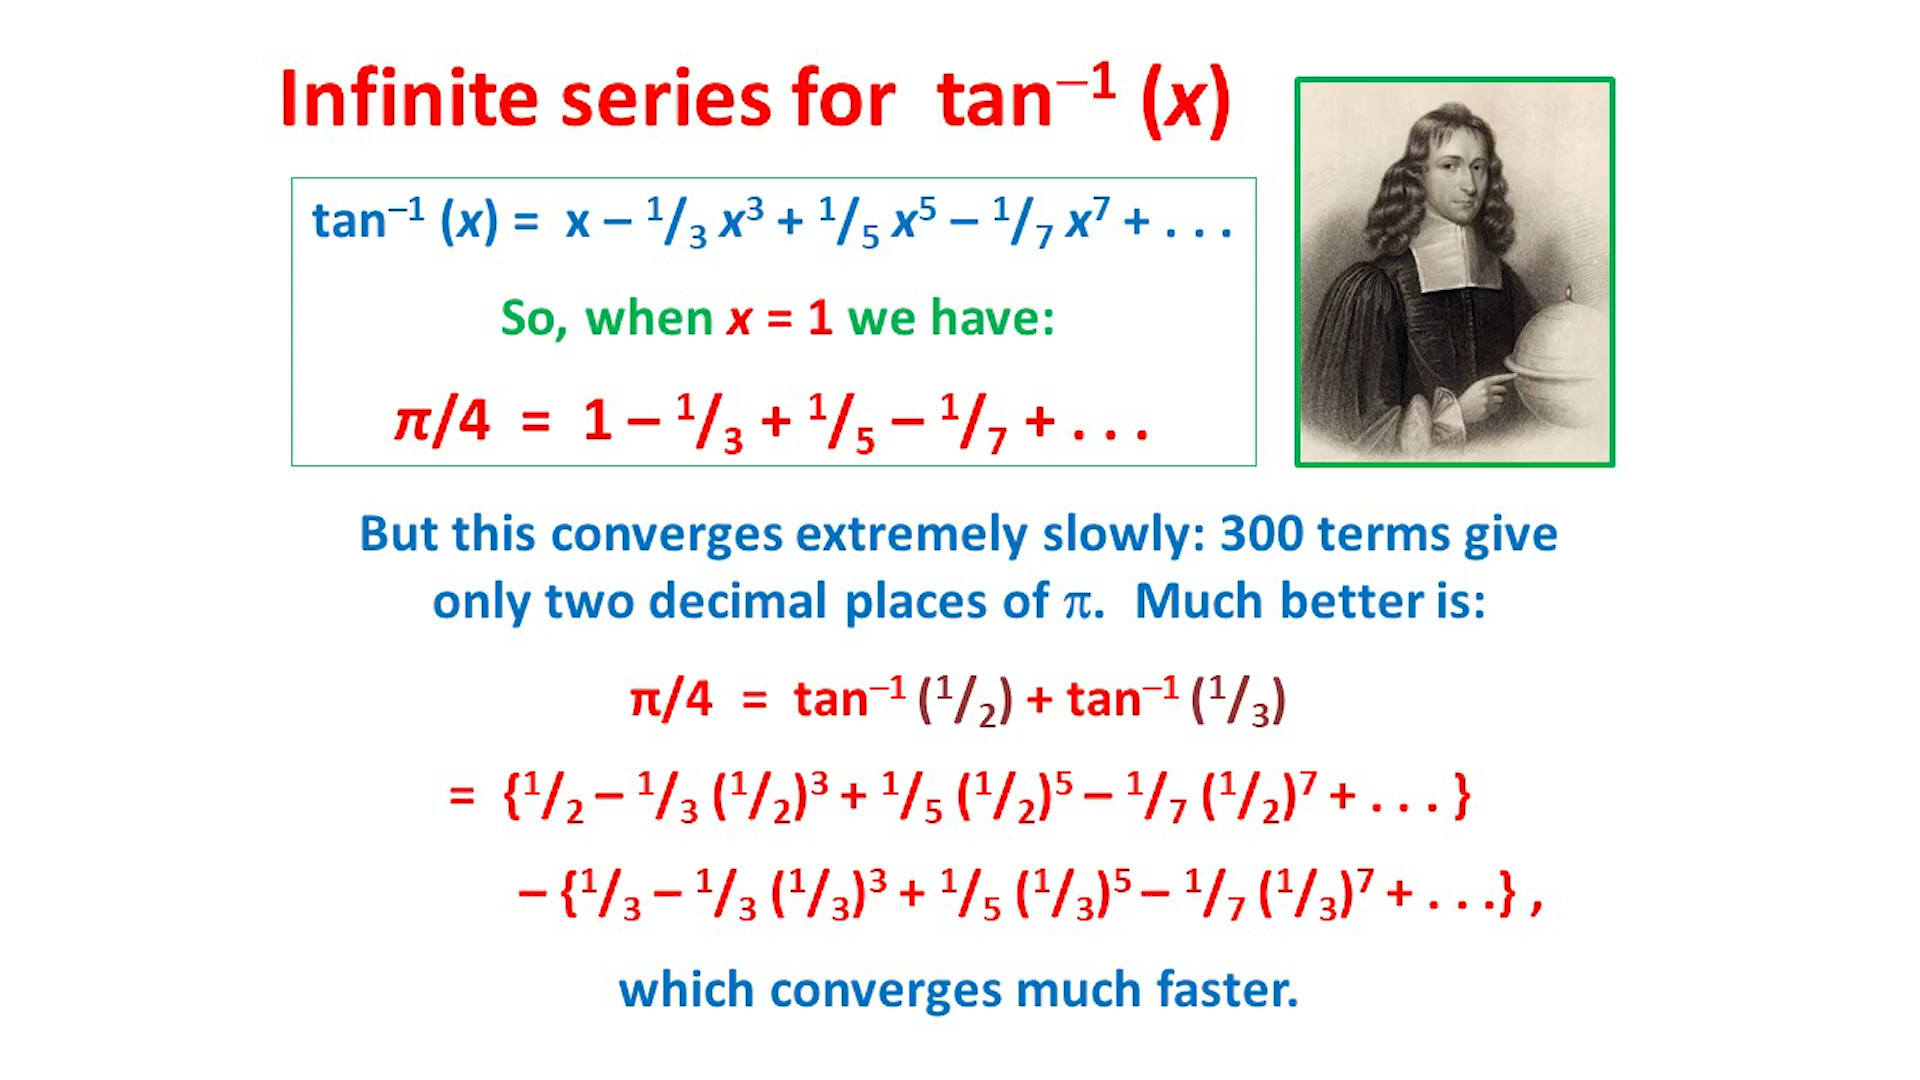 Infinite series for tan⁻¹ (x)
tan⁻¹ (x) = x – ¹/₃ x³ + ¹/₅ x⁵ – ¹/₇ x⁷ + . . .
So, when x = 1 we have:
π/4 = 1 – ¹/₃ + ¹/₅ – ¹/₇ + . . .
But this converges extremely slowly: 300 terms give
only two decimal places of π. Much better is:
π/4 = tan⁻¹ (¹/₂) + tan⁻¹ (¹/₃)
= {¹/₂ – ¹/₃ (¹/₂)³ + ¹/₅ (¹/₂)⁵ – ¹/₇ (¹/₂)⁷ + . . . }
– {¹/₃ – ¹/₃ (¹/₃)³ + ¹/₅ (¹/₃)⁵ – ¹/₇ (¹/₃)⁷ + . . .} ,
which converges much faster.